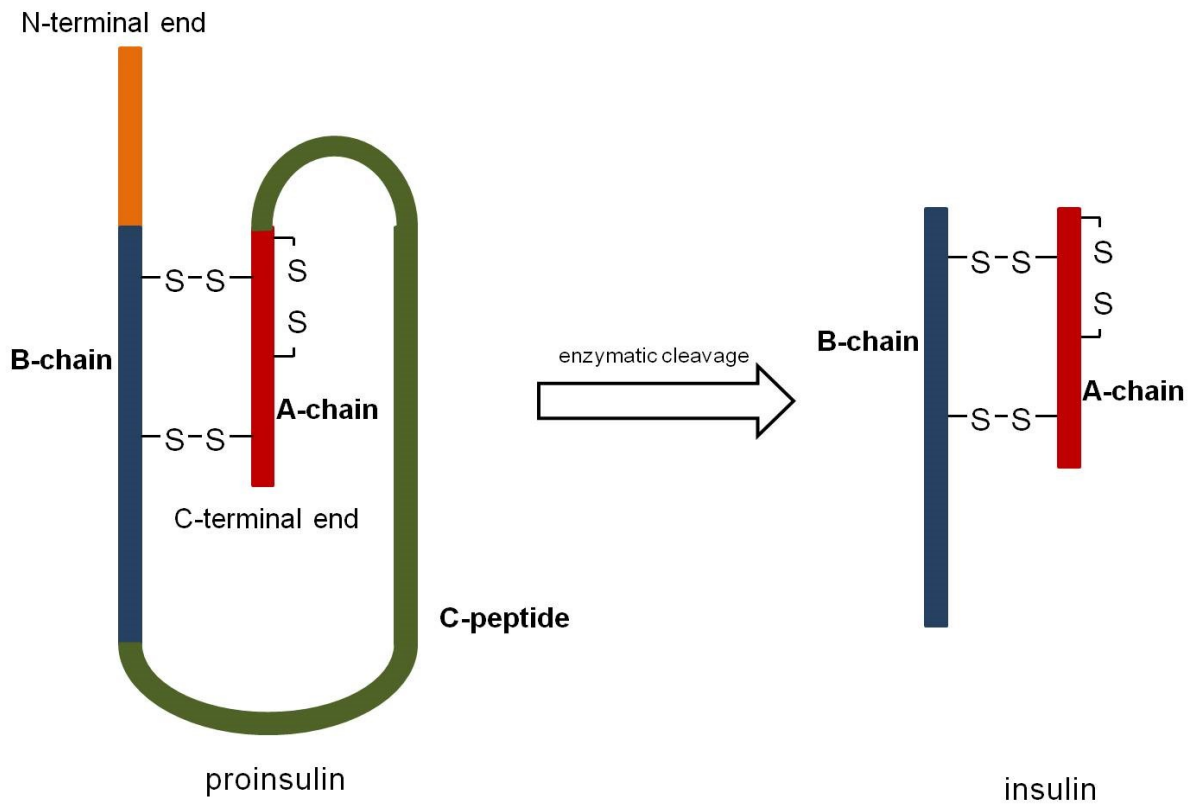 N-terminal end
S-S
S
S
B-chain
A-chain
S-S
C-terminal end
C-peptide
proinsulin
enzymatic cleavage
S-S
S
S
B-chain
A-chain
S-S
insulin